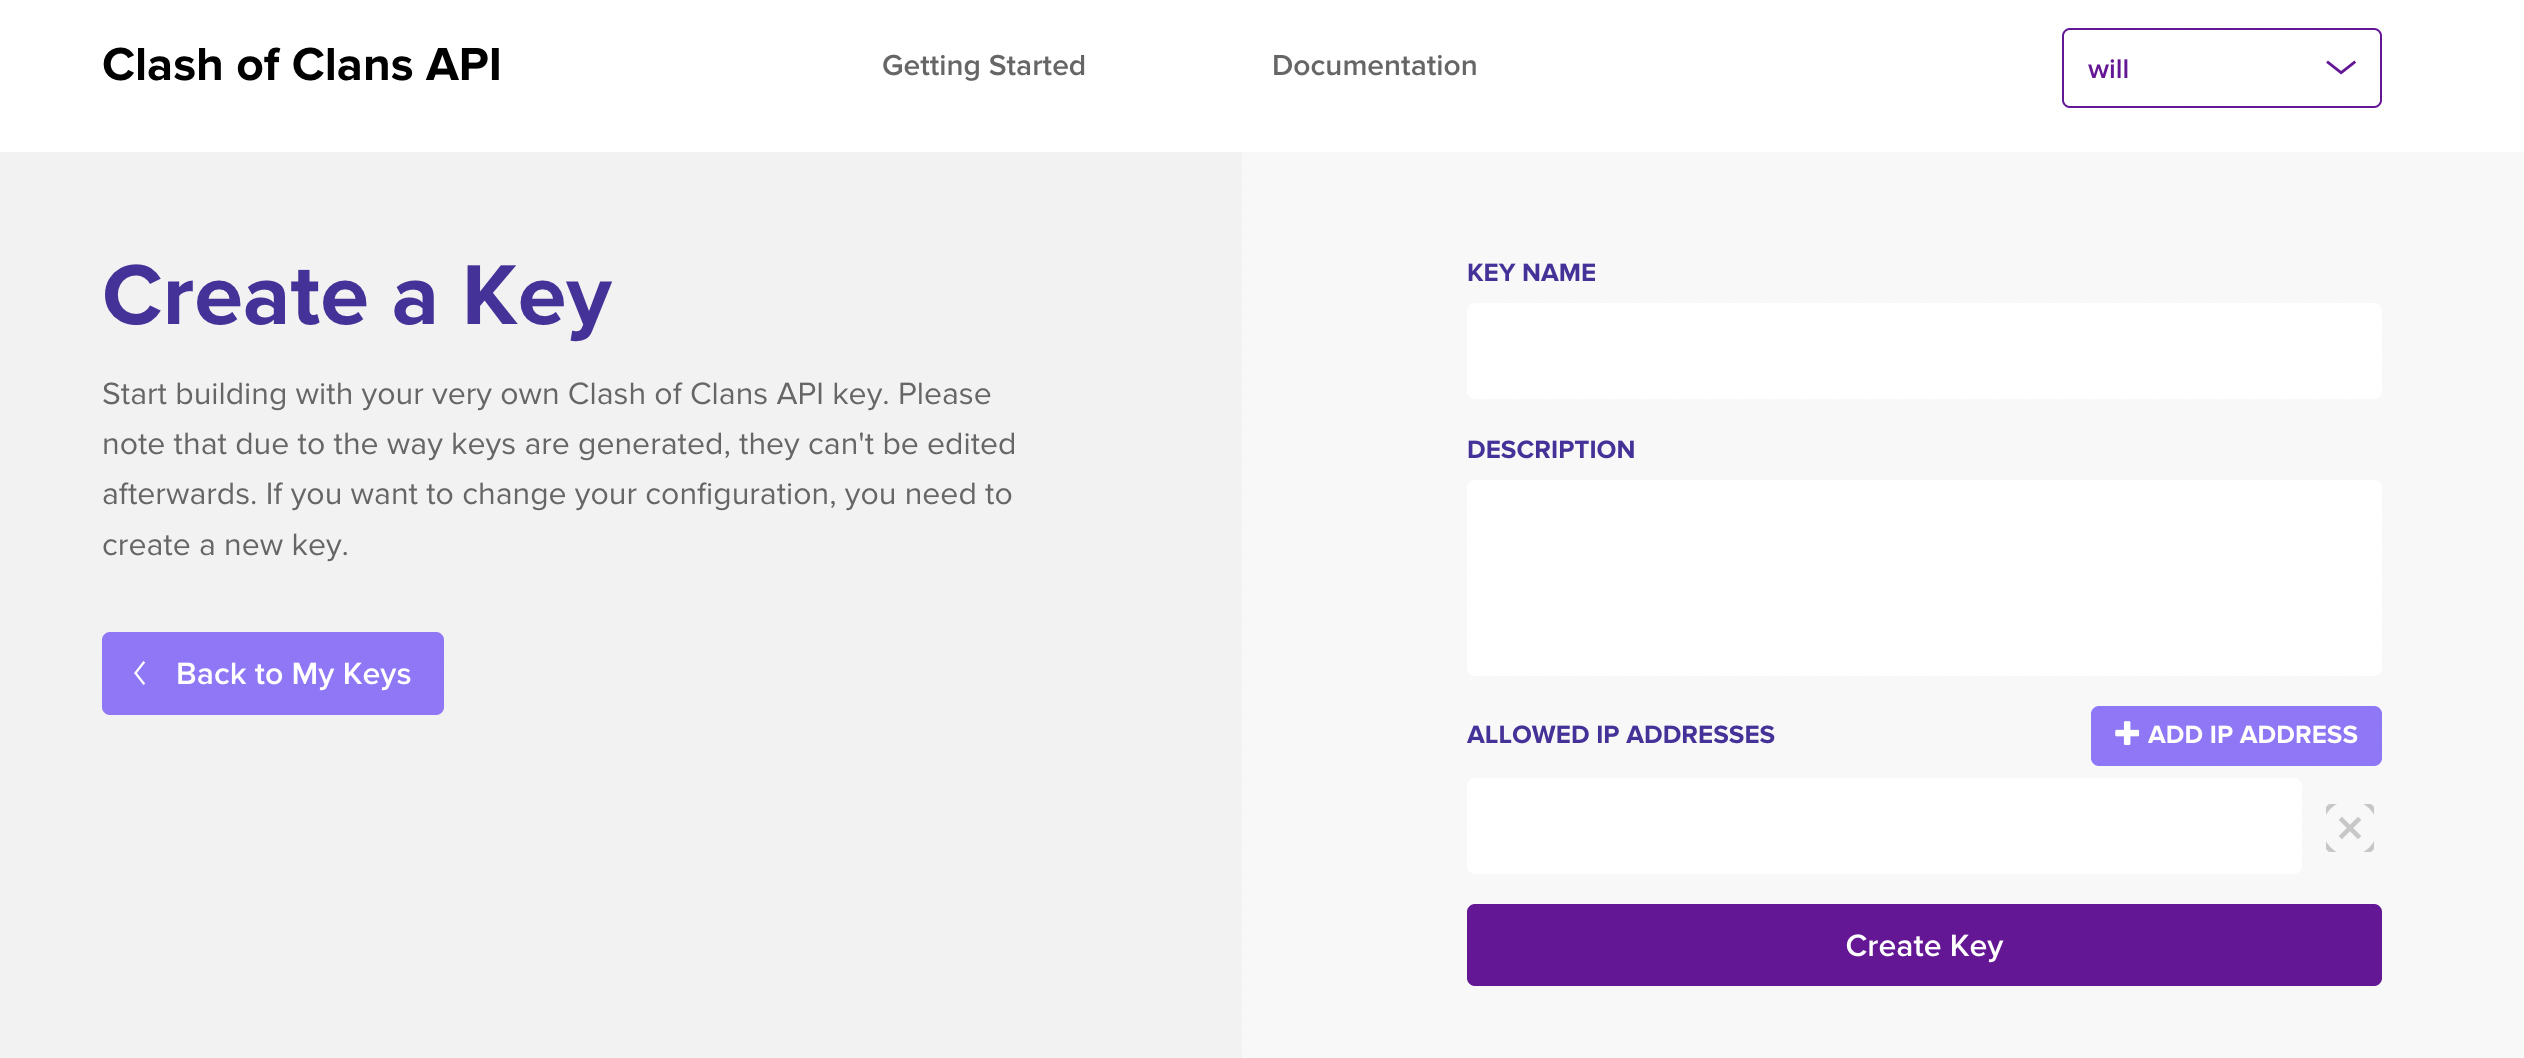 Clash of Clans API
Getting Started
Documentation
will
Create a Key
Start building with your very own Clash of Clans API key. Please
note that due to the way keys are generated, they can't be edited
afterwards. If you want to change your configuration, you need to
create a new key.
Back to My Keys
KEY NAME
DESCRIPTION
ALLOWED IP ADDRESSES
ADD IP ADDRESS
Create Key